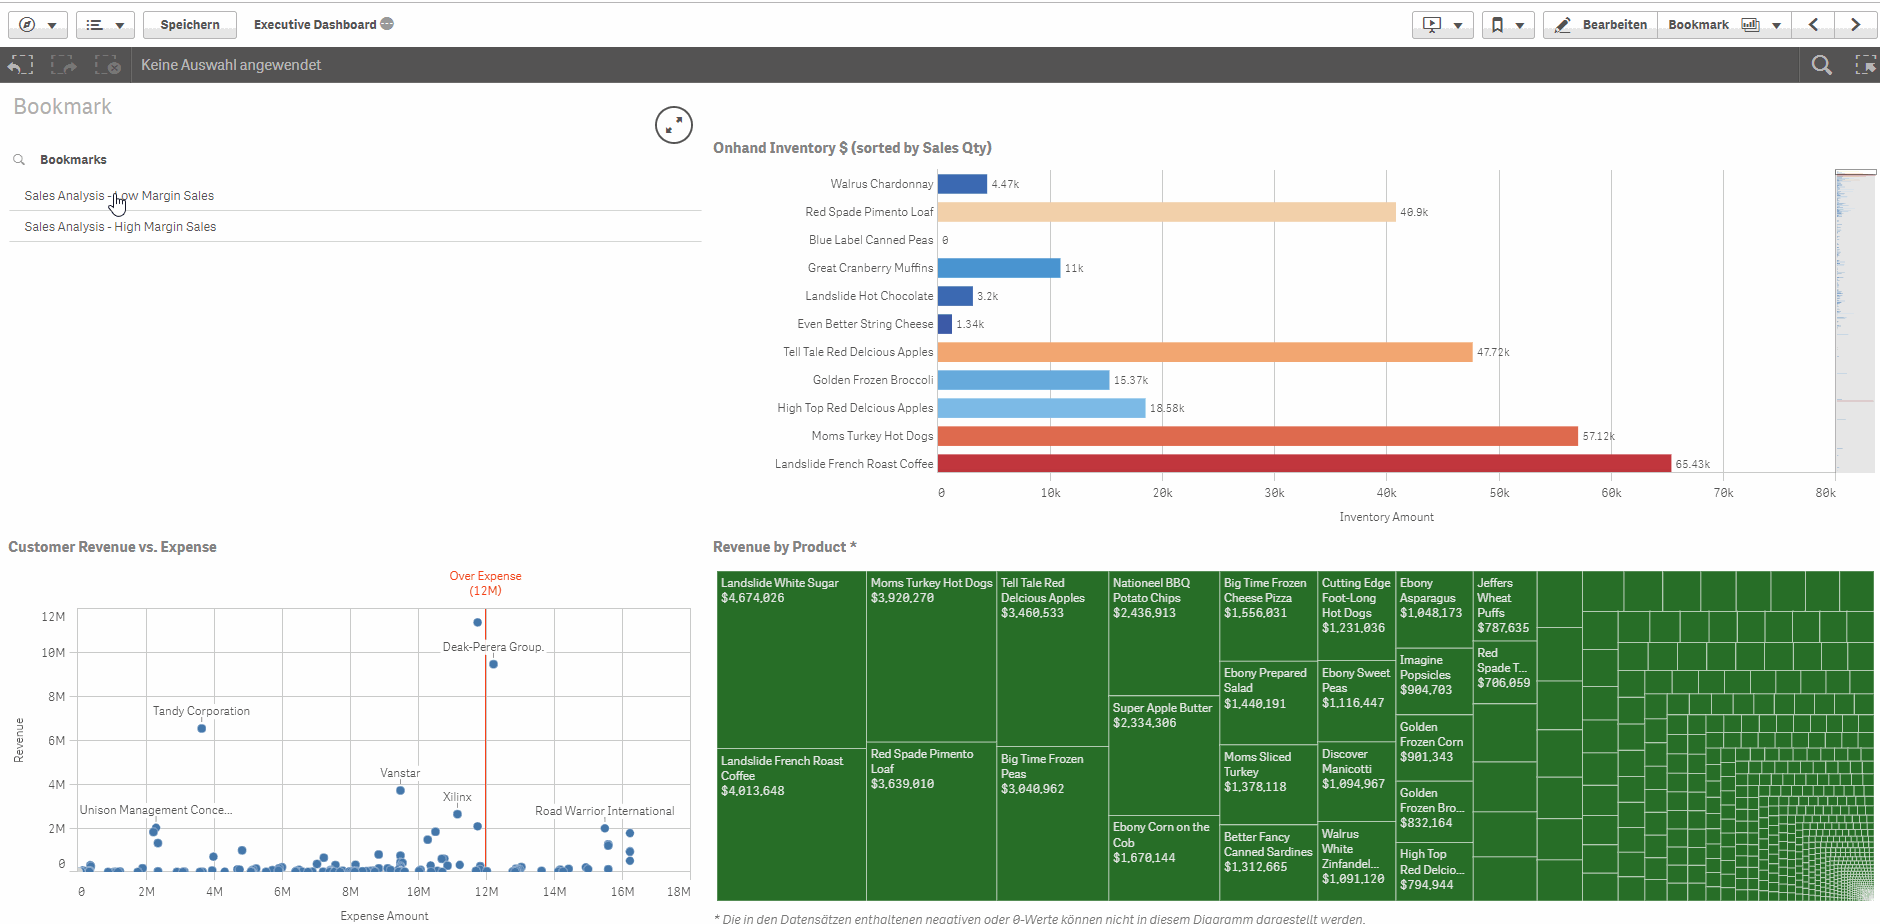 Speichern
Executive Dashboard
Bearbeiten
Bookmark
Keine Auswahl angewendet
Bookmark
Bookmarks
Sales Analysis - Low Margin Sales
Sales Analysis - High Margin Sales
Onhand Inventory $ (sorted by Sales Qty)
Walrus Chardonnay 4.47k
Red Spade Pimento Loaf 40.9k
Blue Label Canned Peas 0
Great Cranberry Muffins 11k
Landslide Hot Chocolate 3.2k
Even Better String Cheese 1.34k
Tell Tale Red Delcious Apples 47.72k
Golden Frozen Broccoli 15.37k
High Top Red Delcious Apples 18.58k
Moms Turkey Hot Dogs 57.12k
Landslide French Roast Coffee 65.43k
0 10k 20k 30k 40k 50k 60k 70k 80k
Inventory Amount
Customer Revenue vs. Expense
Over Expense
(12M)
12M
10M
8M
6M
4M
2M
0
Revenue
Deak-Perera Group.
Tandy Corporation
Vanstar
Xilinx
Unison Management Conce...
Road Warrior International
0 2M 4M 6M 8M 10M 12M 14M 16M 18M
Expense Amount
Revenue by Product *
Landslide White Sugar
$4,674,026
Landslide French Roast
Coffee
$4,013,648
Moms Turkey Hot Dogs
$3,920,270
Red Spade Pimento
Loaf
$3,639,010
Tell Tale Red
Delcious Apples
$3,460,533
Big Time Frozen
Peas
$3,040,962
Nationeel BBQ
Potato Chips
$2,436,913
Super Apple Butter
$2,334,306
Ebony Corn on the
Cob
$1,670,144
Big Time Frozen
Cheese Pizza
$1,556,031
Ebony Prepared
Salad
$1,440,191
Moms Sliced
Turkey
$1,378,118
Better Fancy
Canned Sardines
$1,312,665
Cutting Edge
Foot-Long
Hot Dogs
$1,231,036
Ebony Sweet
Peas
$1,116,447
Discover
Manicotti
$1,094,967
Walrus
White
Zinfandel...
$1,091,120
Ebony
Asparagus
$1,048,173
Imagine
Popsicles
$904,703
Golden
Frozen Corn
$901,343
Golden
Frozen Bro...
$832,164
High Top
Red Delcio...
$794,944
Jeffers
Wheat
Puffs
$787,635
Red
Spade T...
$706,059
* Die in den Datensätzen enthaltenen negativen oder 0-Werte können nicht in diesem Diagramm dargestellt werden.